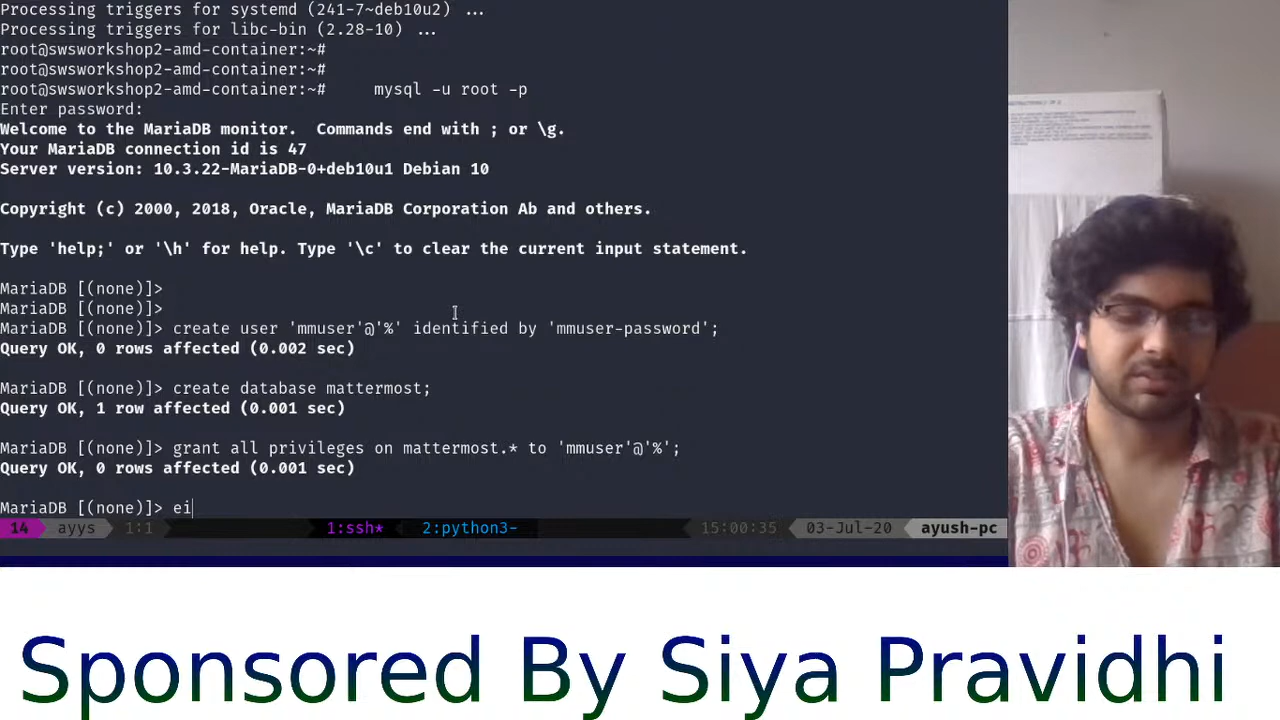 Processing triggers for systemd (241-7~deb10u2) ...
Processing triggers for libc-bin (2.28-10) ...
root@swsworkshop2-amd-container:~#
root@swsworkshop2-amd-container:~#
root@swsworkshop2-amd-container:~#     mysql -u root -p
Enter password:
Welcome to the MariaDB monitor.  Commands end with ; or \g.
Your MariaDB connection id is 47
Server version: 10.3.22-MariaDB-0+deb10u1 Debian 10
Copyright (c) 2000, 2018, Oracle, MariaDB Corporation Ab and others.
Type 'help;' or '\h' for help. Type '\c' to clear the current input statement.
MariaDB [(none)]>
MariaDB [(none)]>
MariaDB [(none)]> create user 'mmuser'@'%' identified by 'mmuser-password';
Query OK, 0 rows affected (0.002 sec)
MariaDB [(none)]> create database mattermost;
Query OK, 1 row affected (0.001 sec)
MariaDB [(none)]> grant all privileges on mattermost.* to 'mmuser'@'%';
Query OK, 0 rows affected (0.001 sec)
MariaDB [(none)]> ei
14 ayys 1:1 1:ssh* 2:python3- 15:00:35 03-Jul-20 ayush-pc
Sponsored By Siya Pravidhi